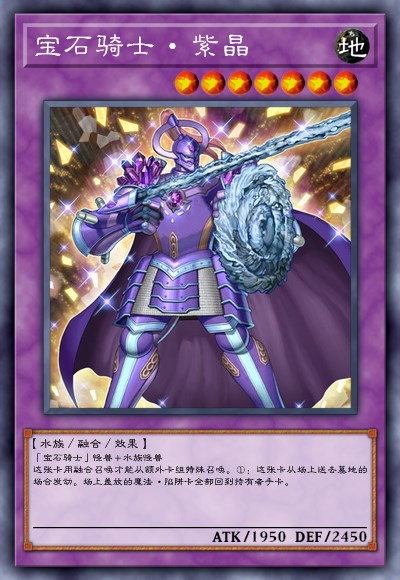 宝石骑士·紫晶
地
【水族／融合／效果】
「宝石骑士」怪兽＋水族怪兽
这张卡用融合召唤才能从额外卡组特殊召唤。①：这张卡从场上送去墓地的
场合发动。场上盖放的魔法·陷阱卡全部回到持有者手卡。
ATK/1950 DEF/2450